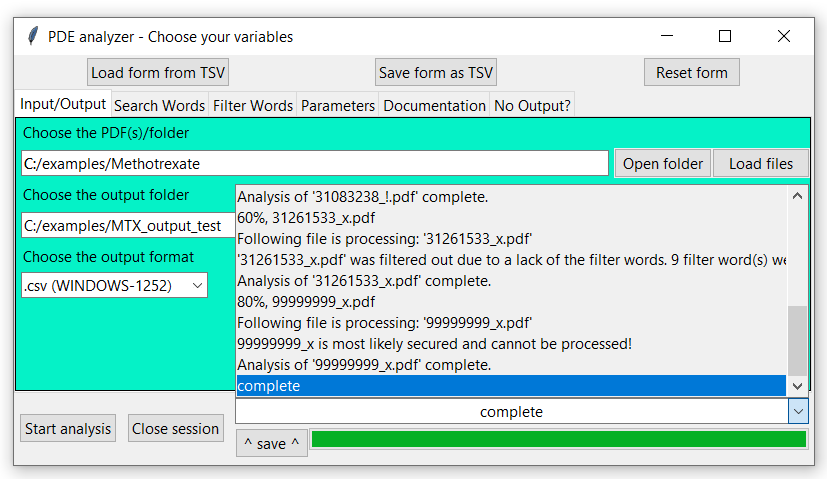 PDE analyzer - Choose your variables
Load form from TSV
Save form as TSV
Reset form
Input/Output
Search Words
Filter Words
Parameters
Documentation
No Output?
Choose the PDF(s)/folder
C:/examples/Methotrexate
Open folder
Load files
Choose the output folder
C:/examples/MTX_output_test
Choose the output format
.csv (WINDOWS-1252)
Analysis of '31083238_!.pdf' complete.
60%, 31261533_x.pdf
Following file is processing: '31261533_x.pdf'
'31261533_x.pdf' was filtered out due to a lack of the filter words. 9 filter word(s) we
Analysis of '31261533_x.pdf' complete.
80%, 99999999_x.pdf
Following file is processing: '99999999_x.pdf'
99999999_x is most likely secured and cannot be processed!
Analysis of '99999999_x.pdf' complete.
complete
complete
Start analysis
Close session
^ save ^